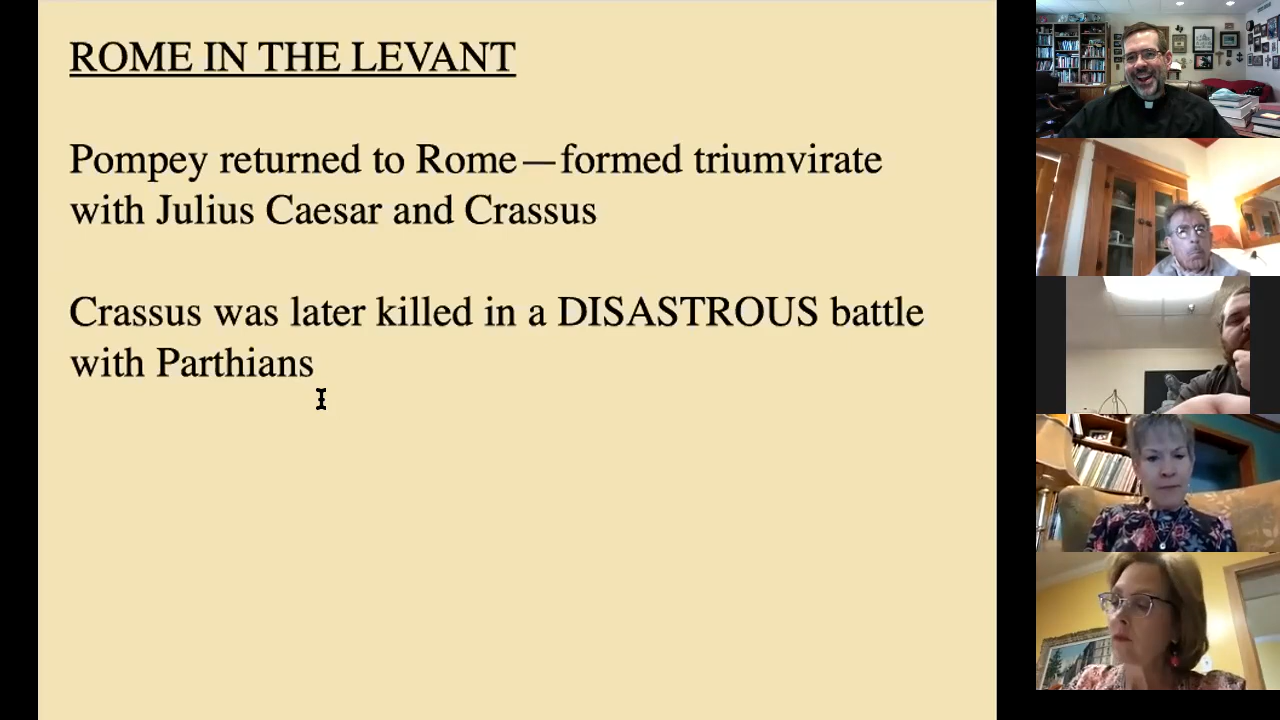 ROME IN THE LEVANT
Pompey returned to Rome—formed triumvirate
with Julius Caesar and Crassus
Crassus was later killed in a DISASTROUS battle
with Parthians